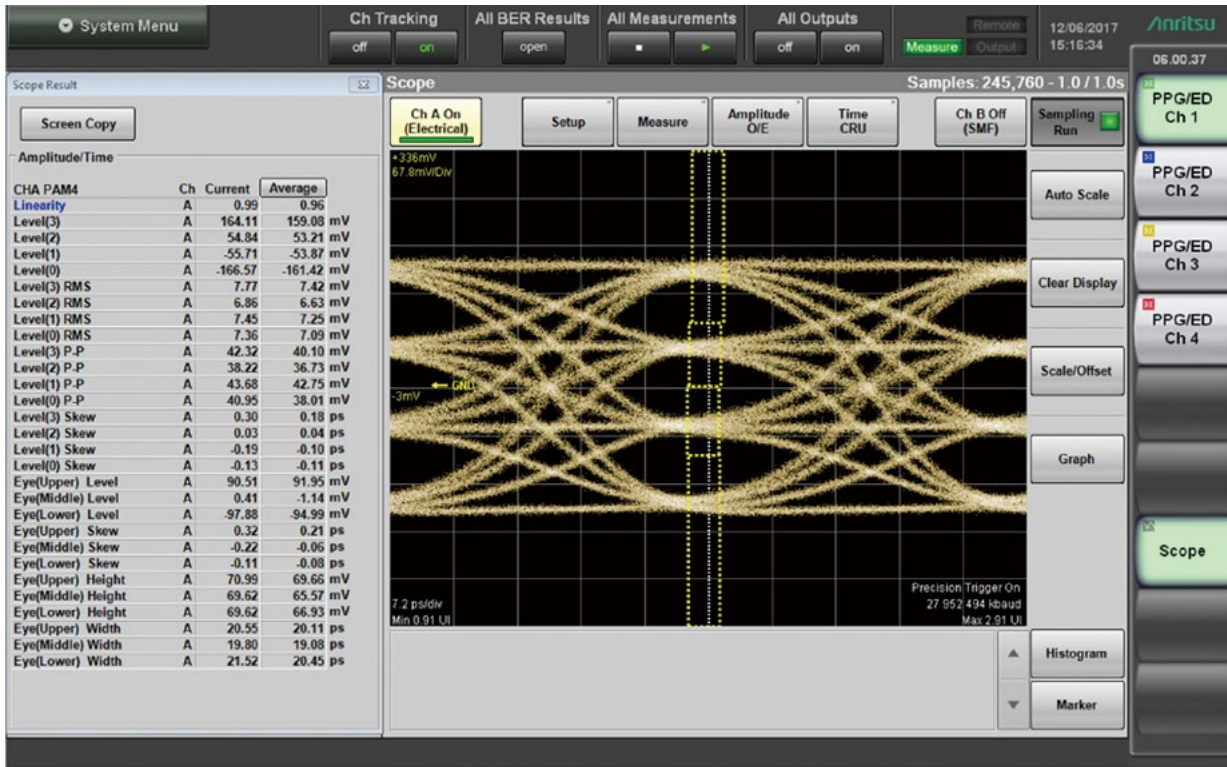 System Menu
Ch Tracking
off
on
All BER Results
open
All Measurements
All Outputs
off
on
Remote
Measure
Output
12/06/2017
15:16:34
Anritsu
06.00.37
Scope Result
Screen Copy
Amplitude/Time
CHA PAM4 Ch Current Average
Linearity A 0.99 0.96
Level(3) A 164.11 159.08 mV
Level(2) A 54.84 53.21 mV
Level(1) A -55.71 -53.87 mV
Level(0) A -166.57 -161.42 mV
Level(3) RMS A 7.77 7.42 mV
Level(2) RMS A 6.86 6.63 mV
Level(1) RMS A 7.45 7.25 mV
Level(0) RMS A 7.36 7.09 mV
Level(3) P-P A 42.32 40.10 mV
Level(2) P-P A 38.22 36.73 mV
Level(1) P-P A 43.68 42.75 mV
Level(0) P-P A 40.95 38.01 mV
Level(3) Skew A 0.30 0.18 ps
Level(2) Skew A 0.03 0.04 ps
Level(1) Skew A -0.19 -0.10 ps
Level(0) Skew A -0.13 -0.11 ps
Eye(Upper) Level A 90.51 91.95 mV
Eye(Middle) Level A 0.41 -1.14 mV
Eye(Lower) Level A -97.88 -94.99 mV
Eye(Upper) Skew A 0.32 0.21 ps
Eye(Middle) Skew A -0.22 -0.06 ps
Eye(Lower) Skew A -0.11 -0.08 ps
Eye(Upper) Height A 70.99 69.66 mV
Eye(Middle) Height A 69.62 65.57 mV
Eye(Lower) Height A 69.62 66.93 mV
Eye(Upper) Width A 20.55 20.11 ps
Eye(Middle) Width A 19.80 19.08 ps
Eye(Lower) Width A 21.52 20.45 ps
Scope
Samples: 245,760 - 1.0 / 1.0s
Ch A On
(Electrical)
Setup
Measure
Amplitude
O/E
Time
CRU
Ch B Off
(SMF)
Sampling
Run
+336mV
67.8mV/Div
GND
-3mV
7.2 ps/div
Min 0.91 UI
Precision Trigger On
27 952 494 kbaud
Max 2.91 UI
Auto Scale
Clear Display
Scale/Offset
Graph
Histogram
Marker
PPG/ED
Ch 1
PPG/ED
Ch 2
PPG/ED
Ch 3
PPG/ED
Ch 4
Scope